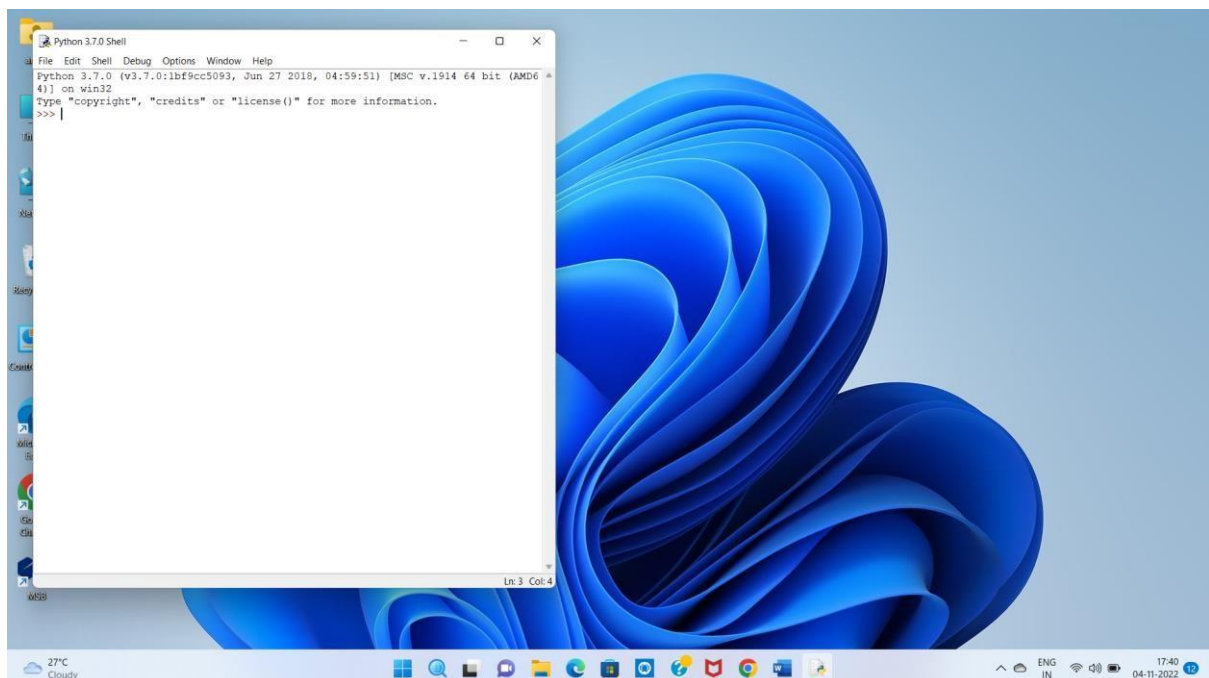 Python 3.7.0 Shell
File Edit Shell Debug Options Window Help
Python 3.7.0 (v3.7.0:1bf9cc5093, Jun 27 2018, 04:59:51) [MSC v.1914 64 bit (AMD6
4)] on win32
Type "copyright", "credits" or "license()" for more information.
>>>
Ln: 3 Col: 4
MSB
27°C
Cloudy
ENG
IN
17:40
04-11-2022
12